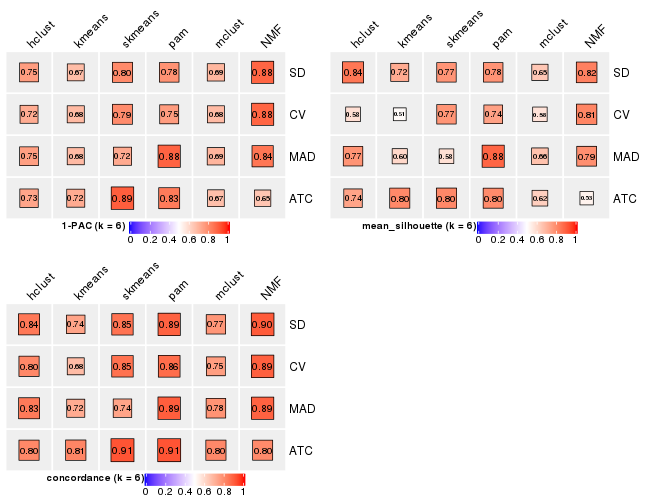 hclust kmeans skmeans pam mclust NMF
0.75 0.67 0.80 0.78 0.69 0.88 SD
0.72 0.68 0.79 0.75 0.68 0.88 CV
0.75 0.68 0.72 0.88 0.69 0.84 MAD
0.73 0.72 0.89 0.83 0.67 0.65 ATC
1-PAC (k = 6)
0 0.2 0.4 0.6 0.8 1
hclust kmeans skmeans pam mclust NMF
0.84 0.72 0.77 0.78 0.65 0.82 SD
0.58 0.51 0.77 0.74 0.56 0.81 CV
0.77 0.60 0.58 0.88 0.66 0.79 MAD
0.74 0.80 0.80 0.80 0.62 0.53 ATC
mean_silhouette (k = 6)
0 0.2 0.4 0.6 0.8 1
hclust kmeans skmeans pam mclust NMF
0.84 0.74 0.85 0.89 0.77 0.90 SD
0.80 0.68 0.85 0.86 0.75 0.89 CV
0.83 0.72 0.74 0.89 0.78 0.89 MAD
0.80 0.81 0.91 0.91 0.80 0.80 ATC
concordance (k = 6)
0 0.2 0.4 0.6 0.8 1